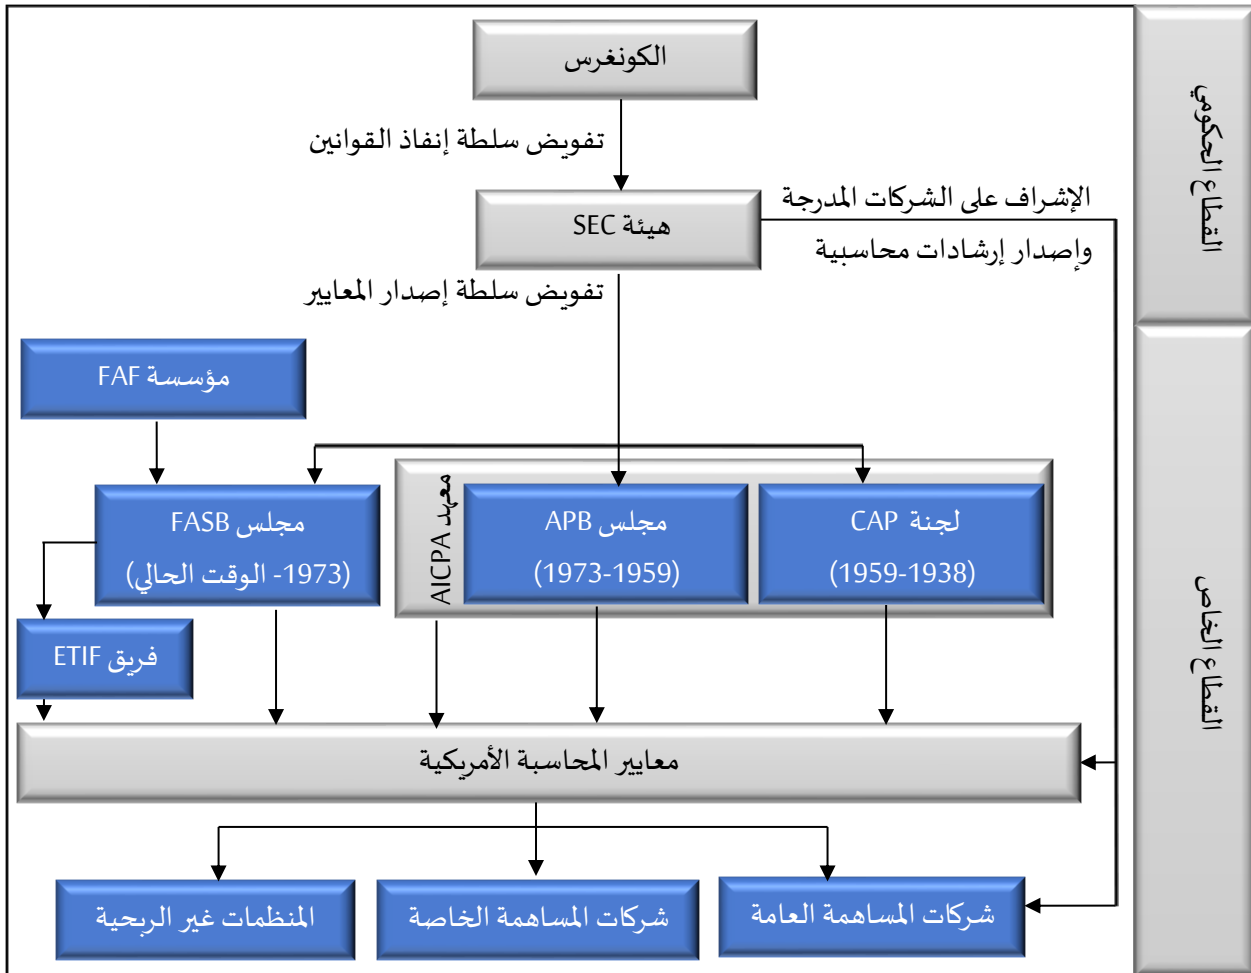 الكونغرس
القطاع الحكومي
تفويض سلطة إنفاذ القوانين
الإشراف على الشركات المدرجة
هيئة SEC
وإصدار إرشادات محاسبية
تفويض سلطة إصدار المعايير
القطاع الخاص
مؤسسة FAF
معهد AICPA
لجنة CAP
(1938-1959)
مجلس APB
(1959-1973)
مجلس FASB
(1973- الوقت الحالي)
فريق ETIF
معايير المحاسبة الأمريكية
شركات المساهمة العامة
شركات المساهمة الخاصة
المنظمات غير الربحية